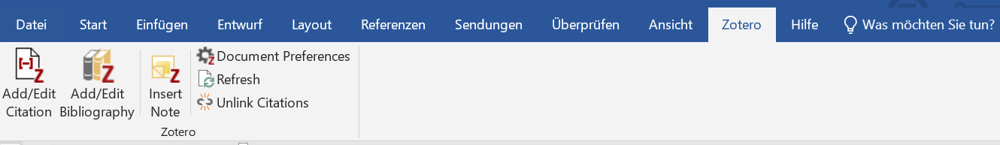 Datei Start Einfügen Entwurf Layout Referenzen Sendungen Überprüfen Ansicht Zotero Hilfe Was möchten Sie tun?
Add/Edit
Citation
Add/Edit
Bibliography
Insert
Note
Document Preferences
Refresh
Unlink Citations
Zotero